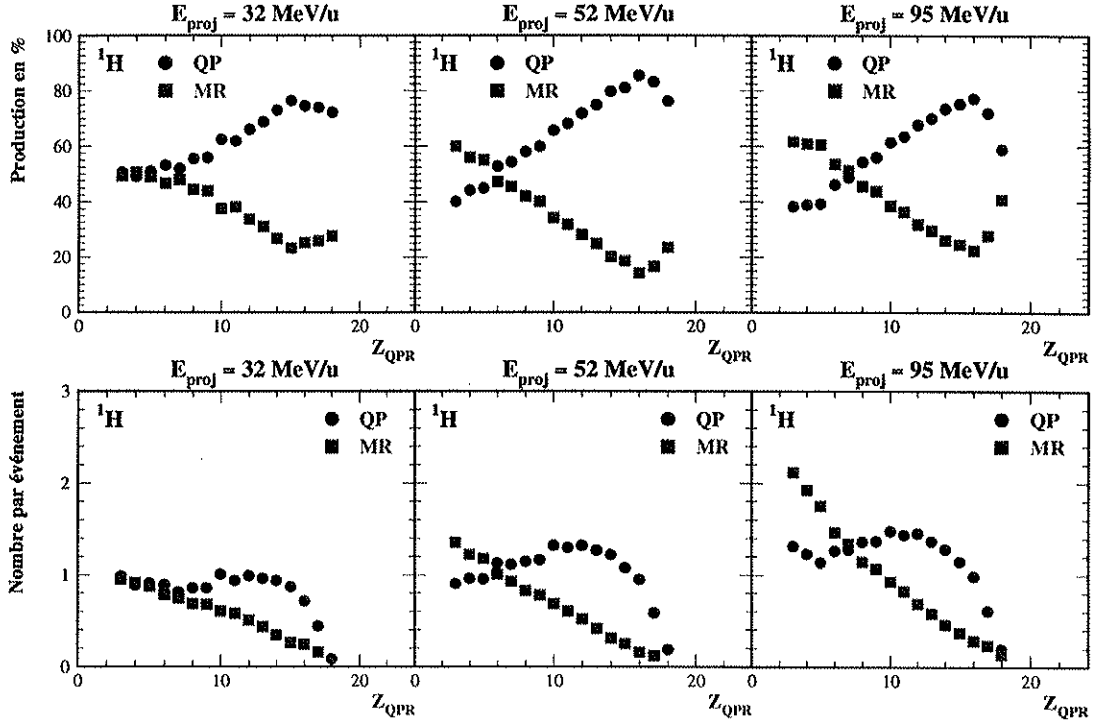 E_proj = 32 MeV/u
E_proj = 52 MeV/u
E_proj = 95 MeV/u
Production en %
100
80
60
40
20
0
¹H
QP
MR
¹H
QP
MR
¹H
QP
MR
0 10 20
0 10 20
0 10 20
Z_QPR
Z_QPR
Z_QPR
E_proj = 32 MeV/u
E_proj = 52 MeV/u
E_proj = 95 MeV/u
Nombre par événement
3
2
1
0
¹H
QP
MR
¹H
QP
MR
¹H
QP
MR
0 10 20
0 10 20
0 10 20
Z_QPR
Z_QPR
Z_QPR